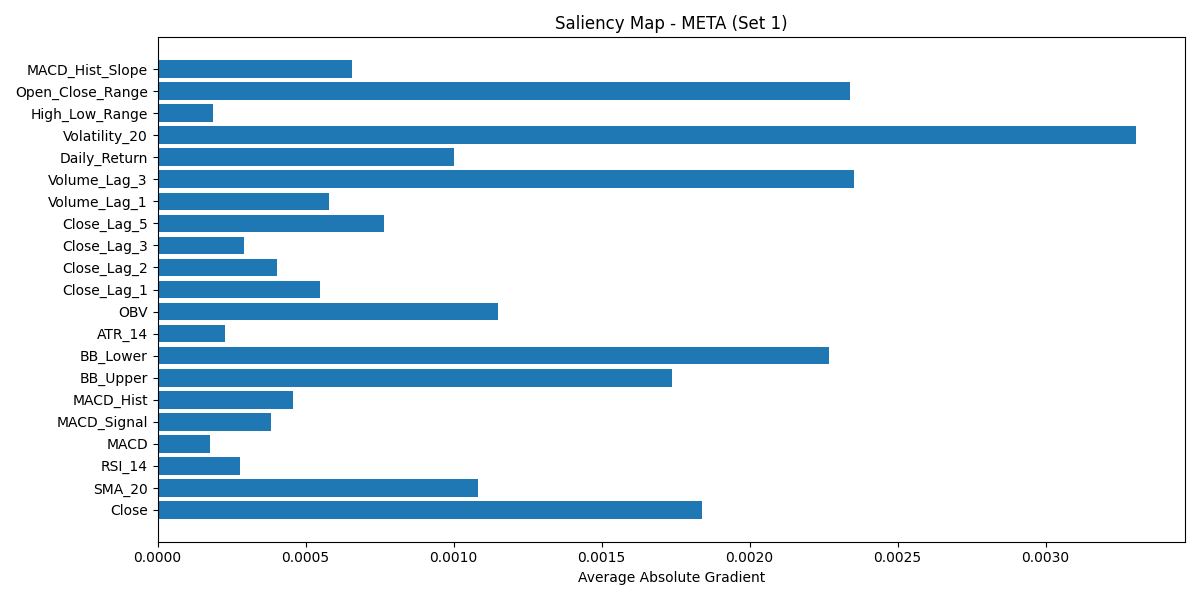 Saliency Map - META (Set 1)
MACD_Hist_Slope
Open_Close_Range
High_Low_Range
Volatility_20
Daily_Return
Volume_Lag_3
Volume_Lag_1
Close_Lag_5
Close_Lag_3
Close_Lag_2
Close_Lag_1
OBV
ATR_14
BB_Lower
BB_Upper
MACD_Hist
MACD_Signal
MACD
RSI_14
SMA_20
Close
0.0000 0.0005 0.0010 0.0015 0.0020 0.0025 0.0030
Average Absolute Gradient